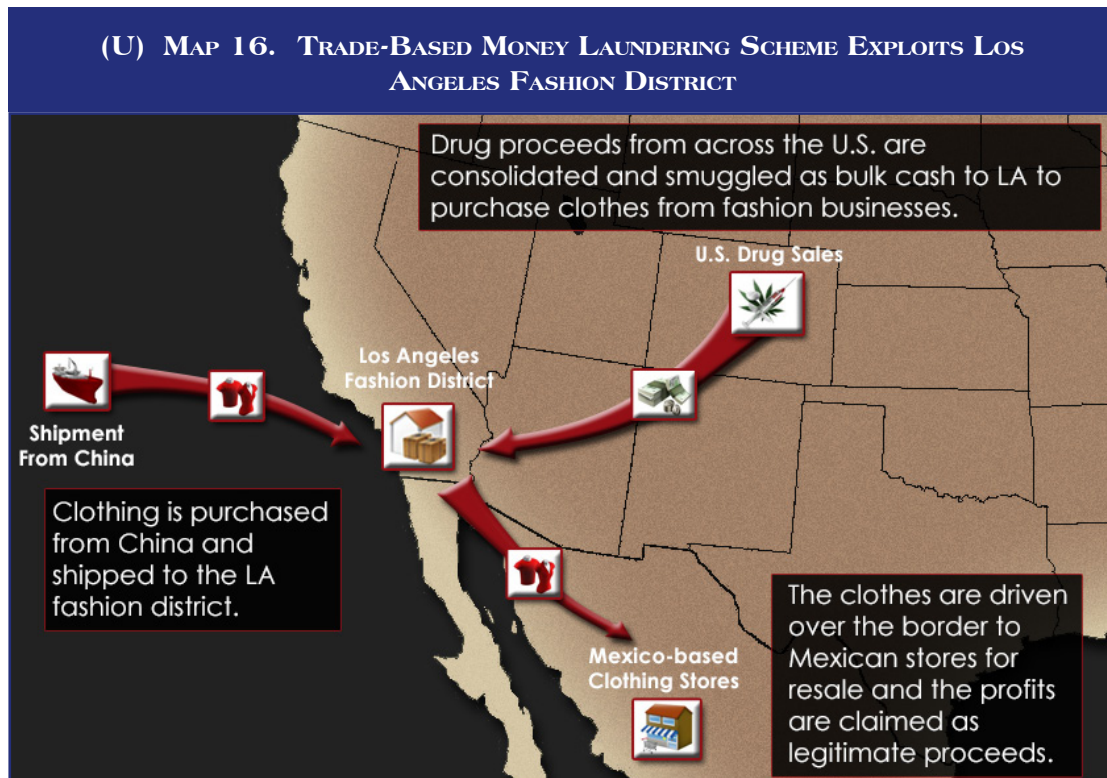 (U) Map 16. Trade-Based Money Laundering Scheme Exploits Los
Angeles Fashion District
Drug proceeds from across the U.S. are
consolidated and smuggled as bulk cash to LA to
purchase clothes from fashion businesses.
U.S. Drug Sales
Los Angeles
Fashion District
Shipment
From China
Clothing is purchased
from China and
shipped to the LA
fashion district.
Mexico-based
Clothing Stores
The clothes are driven
over the border to
Mexican stores for
resale and the profits
are claimed as
legitimate proceeds.